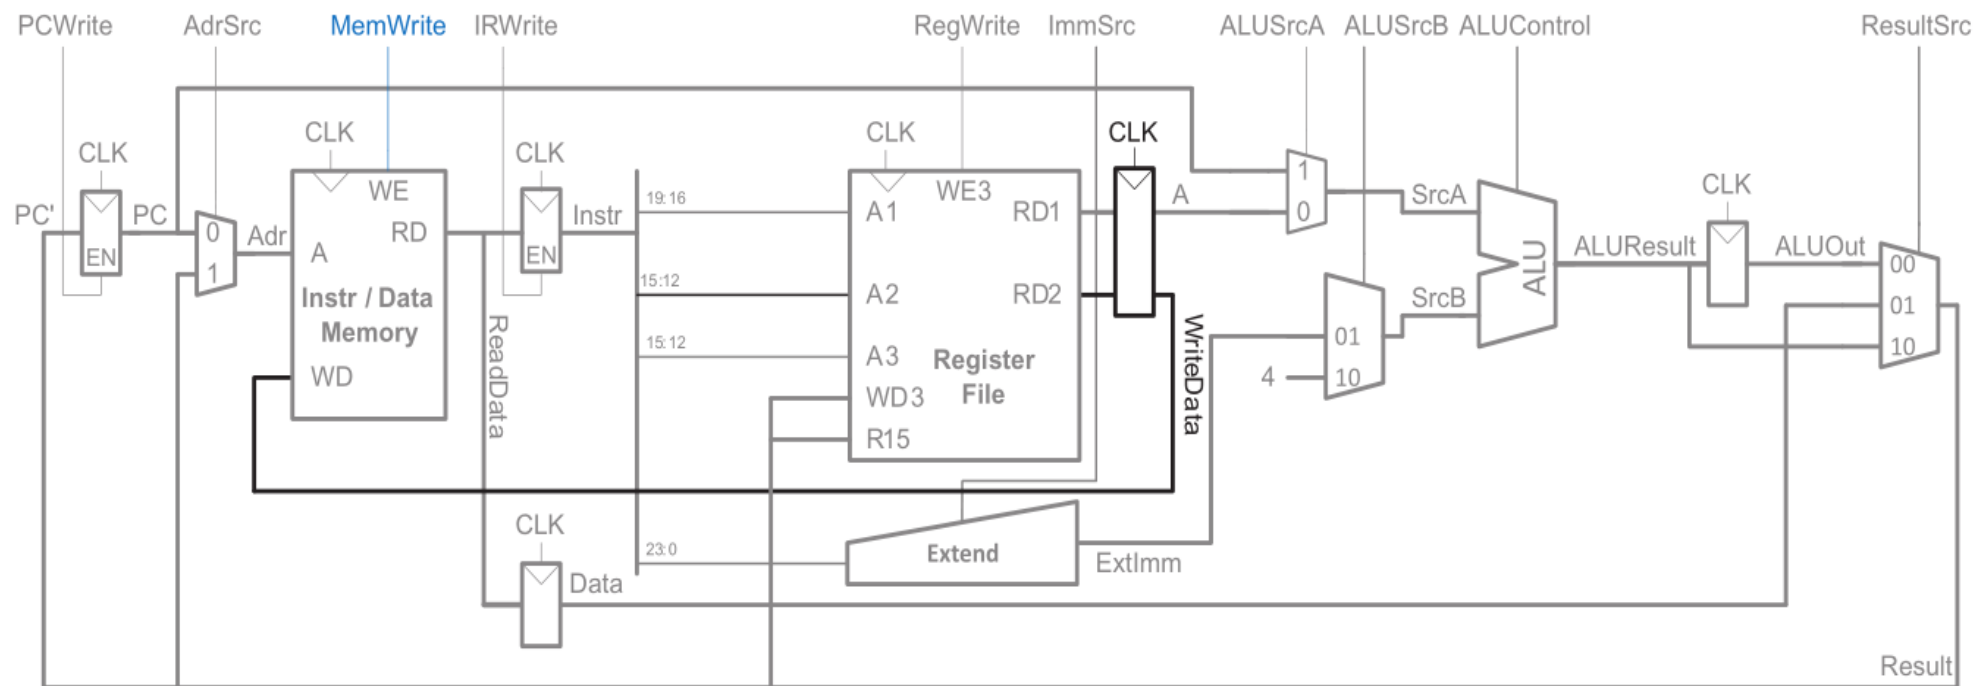 PCWrite
AdrSrc
MemWrite
IRWrite
RegWrite
ImmSrc
ALUSrcA
ALUSrcB
ALUControl
ResultSrc
CLK
CLK
CLK
CLK
CLK
CLK
PC'
EN
PC
0
1
Adr
WE
RD
A
Instr / Data
Memory
WD
ReadData
EN
Instr
19:16
15:12
15:12
23:0
WE3
A1
RD1
A2
RD2
A3
WD3
R15
Register
File
A
WriteData
1
0
SrcA
01
4
10
SrcB
ALU
ALUResult
ALUOut
00
01
10
CLK
Data
Extend
ExtImm
Result